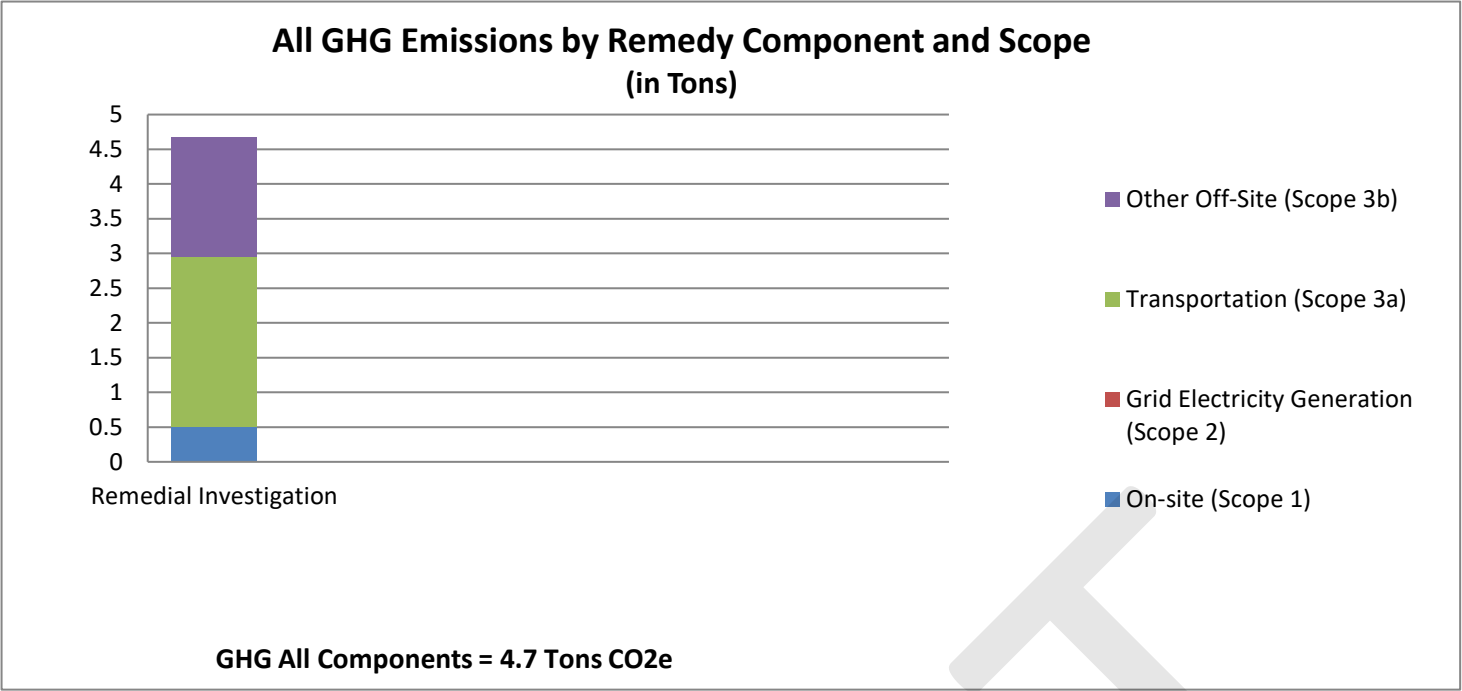 All GHG Emissions by Remedy Component and Scope
(in Tons)
5
4.5
4
3.5
3
2.5
2
1.5
1
0.5
0
Remedial Investigation
Other Off-Site (Scope 3b)
Transportation (Scope 3a)
Grid Electricity Generation
(Scope 2)
On-site (Scope 1)
GHG All Components = 4.7 Tons CO2e